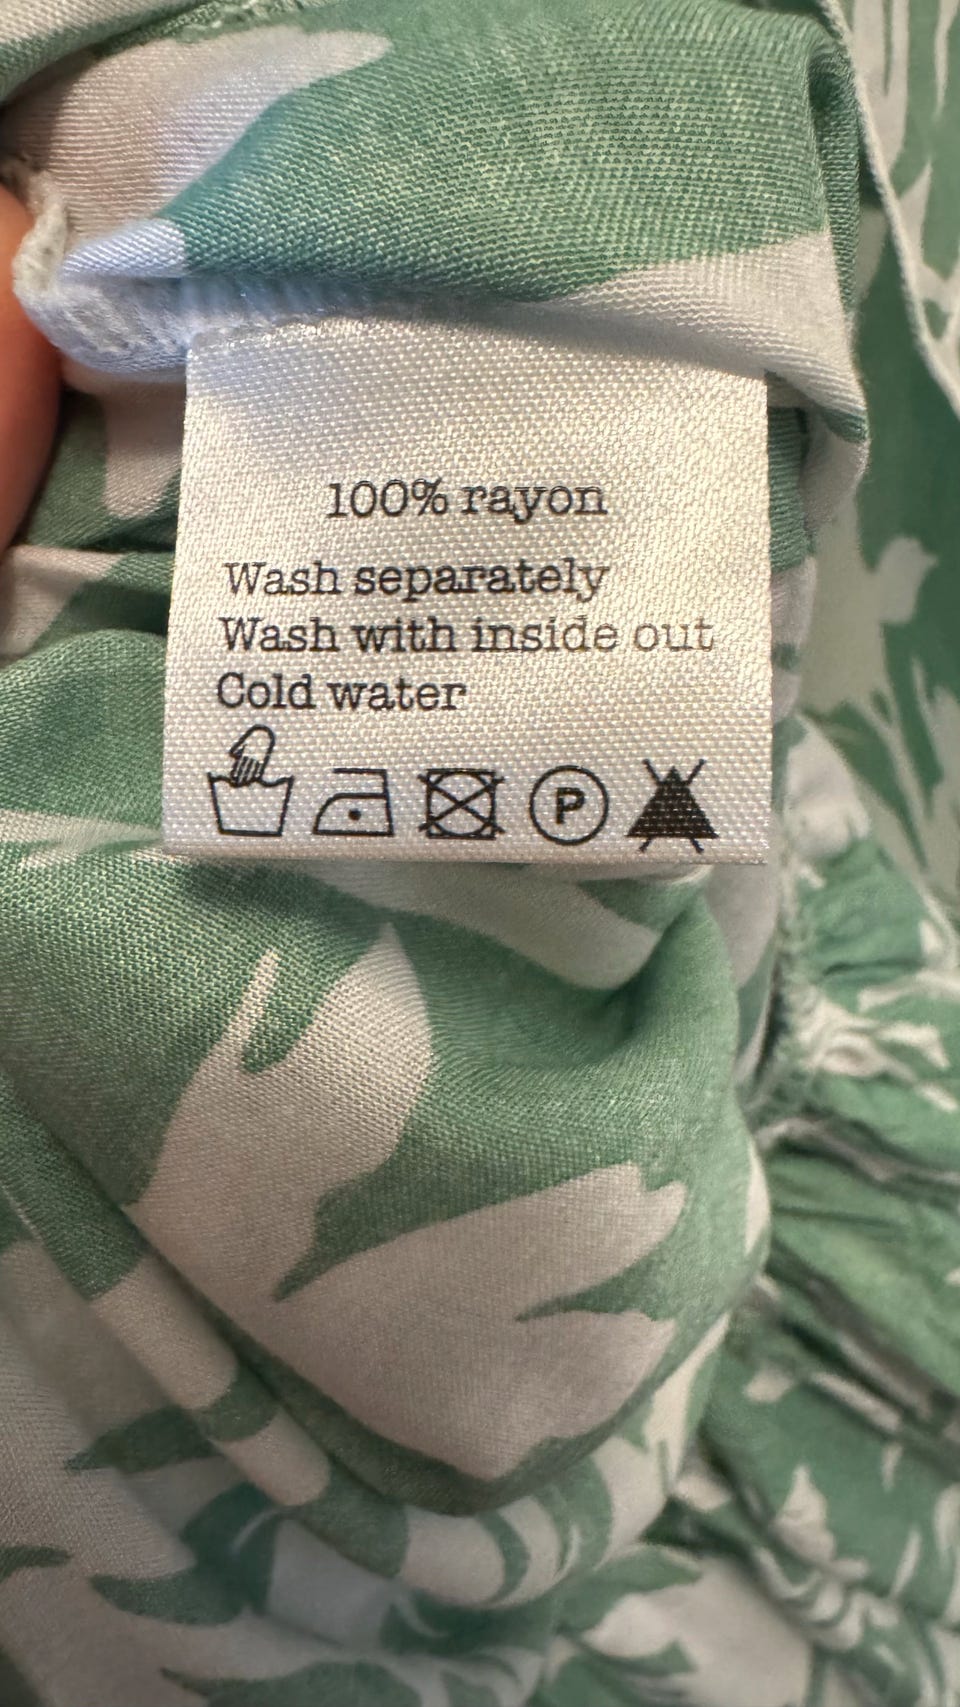 100% rayon
Wash separately
Wash with inside out
Cold water
P